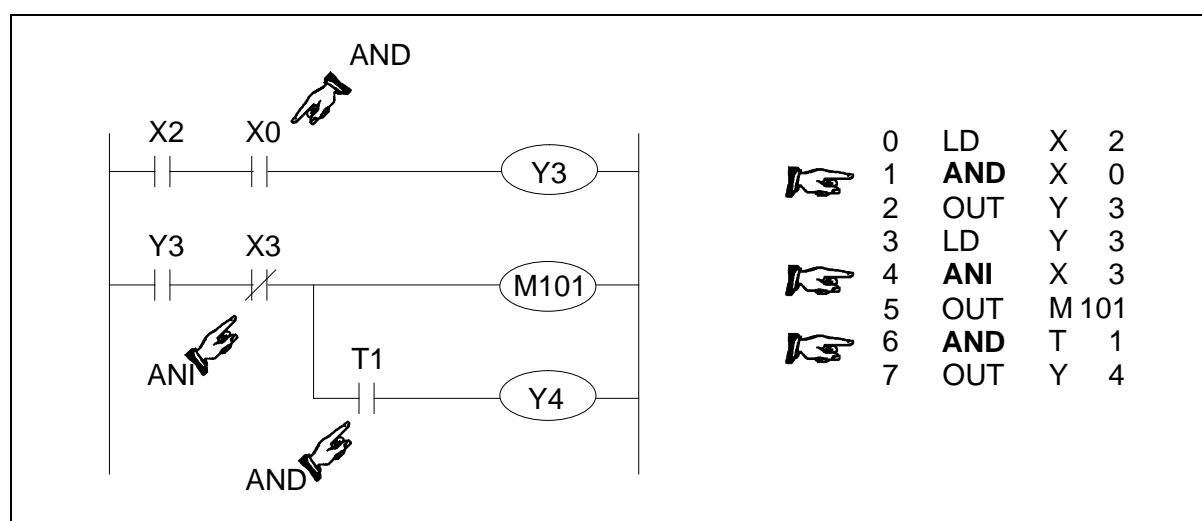 AND
X2 X0
Y3
Y3 X3
M101
ANI
T1
Y4
AND
0 LD X 2
1 AND X 0
2 OUT Y 3
3 LD Y 3
4 ANI X 3
5 OUT M 101
6 AND T 1
7 OUT Y 4